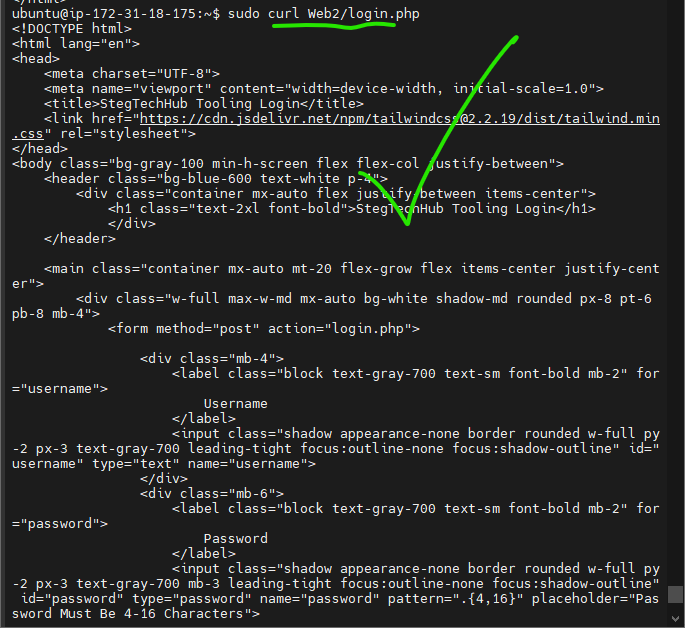 </html>
ubuntu@ip-172-31-18-175:~$ sudo curl Web2/login.php
<!DOCTYPE html>
<html lang="en">
<head>
    <meta charset="UTF-8">
    <meta name="viewport" content="width=device-width, initial-scale=1.0">
    <title>StegTechHub Tooling Login</title>
    <link href="https://cdn.jsdelivr.net/npm/tailwindcss@2.2.19/dist/tailwind.min
.css" rel="stylesheet">
</head>
<body class="bg-gray-100 min-h-screen flex flex-col justify-between">
    <header class="bg-blue-600 text-white p-4">
        <div class="container mx-auto flex justify-between items-center">
            <h1 class="text-2xl font-bold">StegTechHub Tooling Login</h1>
            </div>
    </header>

    <main class="container mx-auto mt-20 flex-grow flex items-center justify-cent
er">
        <div class="w-full max-w-md mx-auto bg-white shadow-md rounded px-8 pt-6 
pb-8 mb-4">
            <form method="post" action="login.php">

                <div class="mb-4">
                    <label class="block text-gray-700 text-sm font-bold mb-2" for
="username">
                        Username
                    </label>
                    <input class="shadow appearance-none border rounded w-full py
-2 px-3 text-gray-700 leading-tight focus:outline-none focus:shadow-outline" id="
username" type="text" name="username">
                </div>
                <div class="mb-6">
                    <label class="block text-gray-700 text-sm font-bold mb-2" for
="password">
                        Password
                    </label>
                    <input class="shadow appearance-none border rounded w-full py
-2 px-3 text-gray-700 mb-3 leading-tight focus:outline-none focus:shadow-outline"
 id="password" type="password" name="password" pattern=".{4,16}" placeholder="Pas
sword Must Be 4-16 Characters">